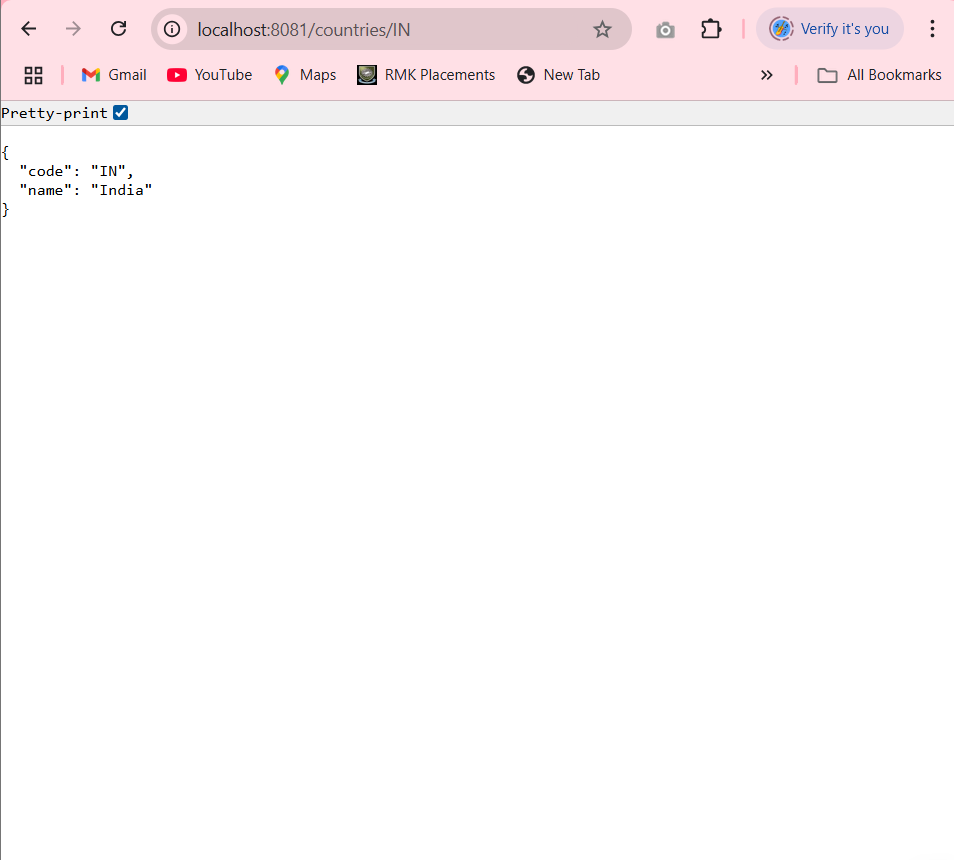 localhost:8081/countries/IN
Verify it's you
Gmail
YouTube
Maps
RMK Placements
New Tab
All Bookmarks
Pretty-print
{
  "code": "IN",
  "name": "India"
}